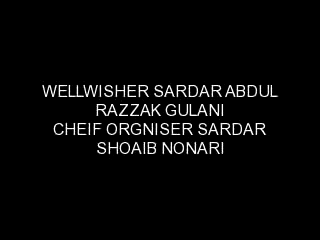 WELLWISHER SARDAR ABDUL
RAZZAK GULANI
CHEIF ORGNISER SARDAR
SHOAIB NONARI